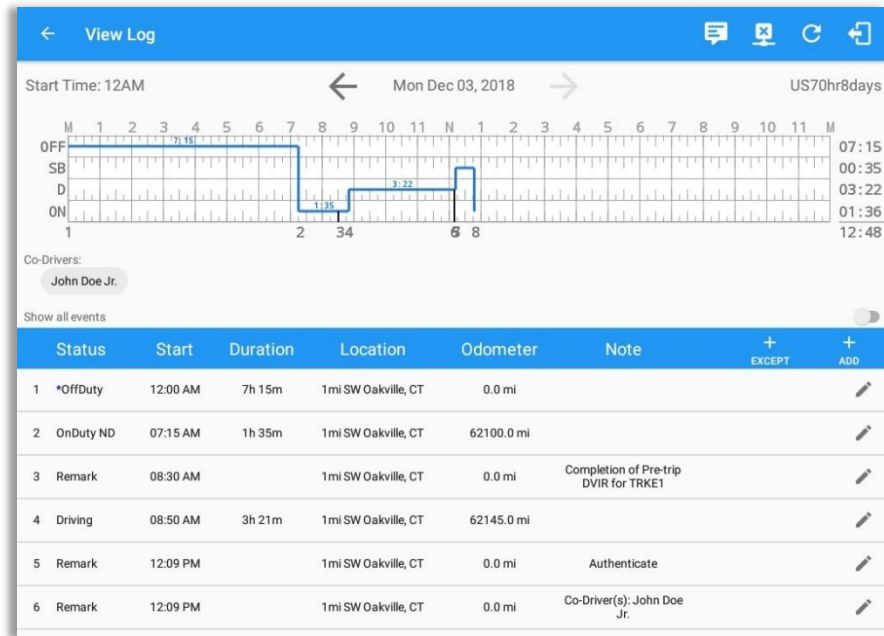 View Log
Start Time: 12AM Mon Dec 03, 2018 US70hr8days
M 1 2 3 4 5 6 7 8 9 10 11 N 1 2 3 4 5 6 7 8 9 10 11 M
OFF 7:15 07:15
SB 00:35
D 3:22 03:22
ON 1:35 01:36
1 2 34 6 8 12:48
Co-Drivers:
John Doe Jr.
Show all events
Status Start Duration Location Odometer Note + EXCEPT + ADD
1 *OffDuty 12:00 AM 7h 15m 1mi SW Oakville, CT 0.0 mi
2 OnDuty ND 07:15 AM 1h 35m 1mi SW Oakville, CT 62100.0 mi
3 Remark 08:30 AM 1mi SW Oakville, CT 0.0 mi Completion of Pre-trip
DVIR for TRKE1
4 Driving 08:50 AM 3h 21m 1mi SW Oakville, CT 62145.0 mi
5 Remark 12:09 PM 1mi SW Oakville, CT 0.0 mi Authenticate
6 Remark 12:09 PM 1mi SW Oakville, CT 0.0 mi Co-Driver(s): John Doe
Jr.